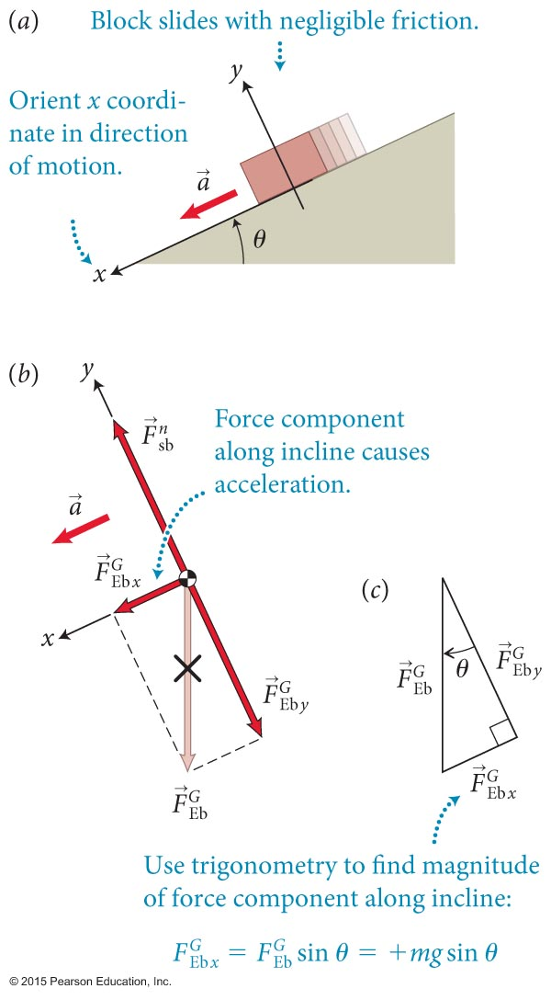 (a) Block slides with negligible friction.
y
Orient x coordi-
nate in direction
of motion.
a⃗
θ
x
(b)
y
F⃗ⁿ_sb
Force component
along incline causes
acceleration.
a⃗
F⃗^G_Ebx
(c)
x
F⃗^G_Eb
θ
F⃗^G_Eby
F⃗^G_Eby
F⃗^G_Ebx
F⃗^G_Eb
Use trigonometry to find magnitude
of force component along incline:
F^G_Ebx = F^G_Eb sin θ = +mg sin θ
© 2015 Pearson Education, Inc.